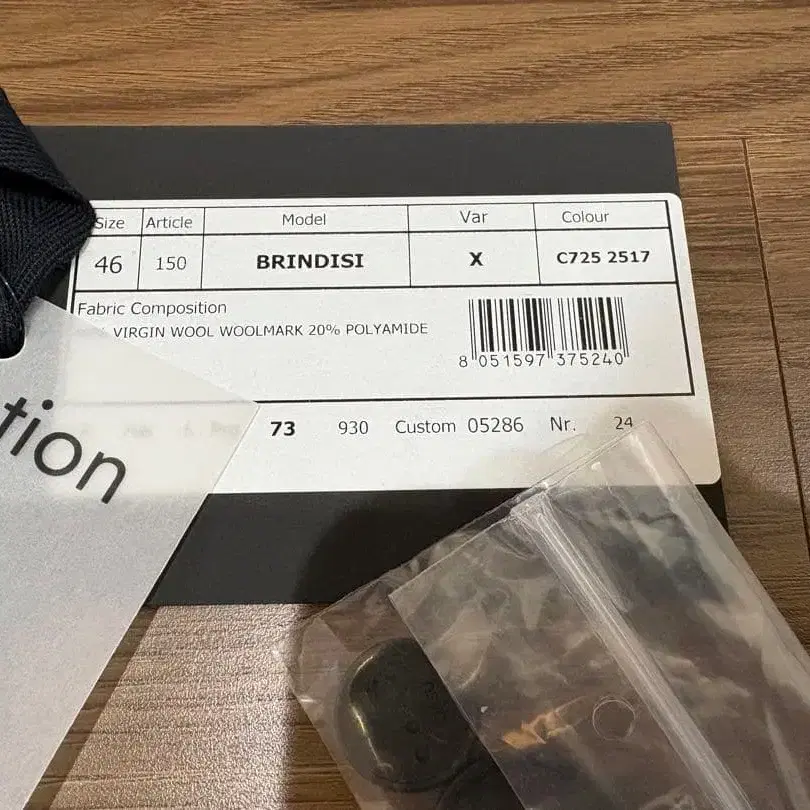 Size Article Model Var Colour
46 150 BRINDISI X C725 2517
Fabric Composition
VIRGIN WOOL WOOLMARK 20% POLYAMIDE
8 051597 375240
73 930 Custom 05286 Nr. 24
tion